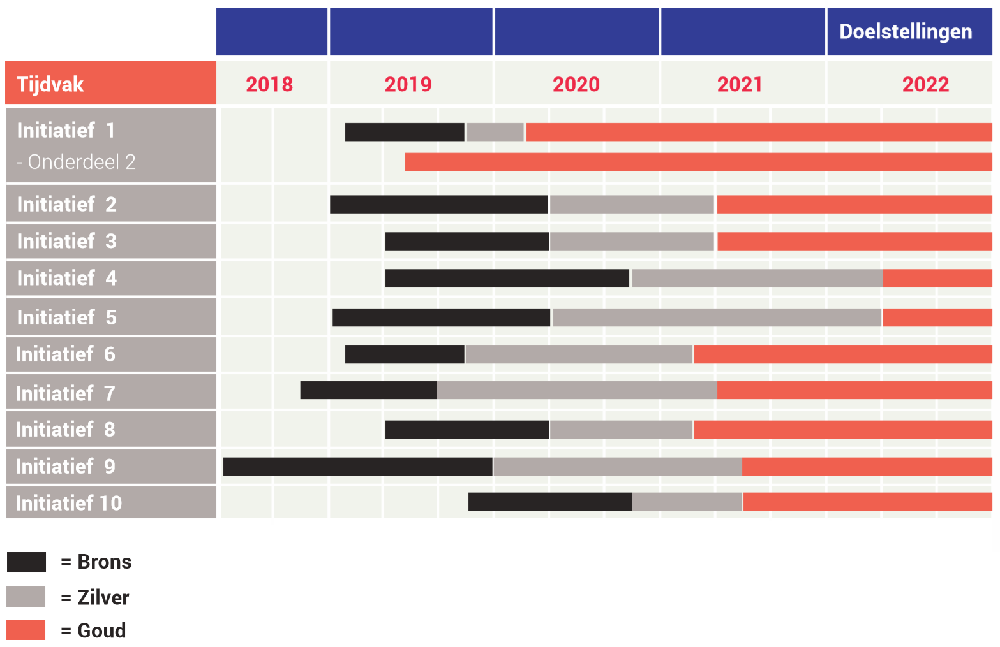 Doelstellingen
Tijdvak 2018 2019 2020 2021 2022
Initiatief 1
- Onderdeel 2
Initiatief 2
Initiatief 3
Initiatief 4
Initiatief 5
Initiatief 6
Initiatief 7
Initiatief 8
Initiatief 9
Initiatief 10
= Brons
= Zilver
= Goud